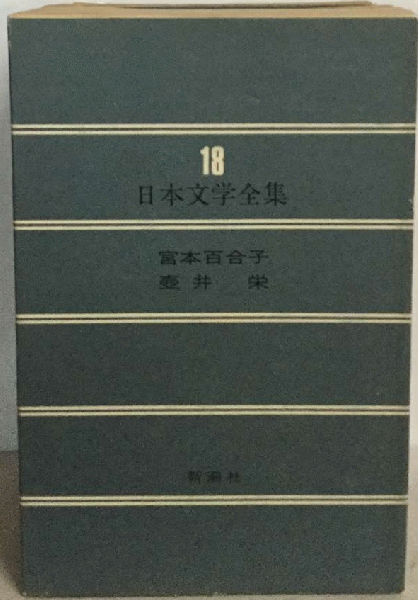 18
日本文学全集
宮本百合子
壺井 栄
新潮社